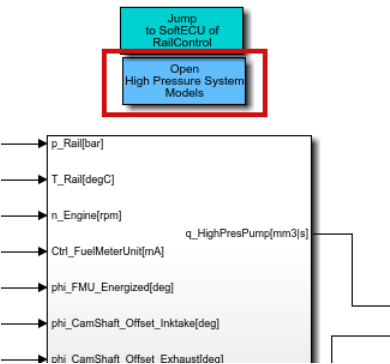 Jump
to SoftECU of
RailControl
Open
High Pressure System
Models
p_Rail[bar]
T_Rail[degC]
n_Engine[rpm]
q_HighPresPump[mm3|s]
Ctrl_FuelMeterUnit[mA]
phi_FMU_Energized[deg]
phi_CamShaft_Offset_Inktake[deg]
phi_CamShaft_Offset_Exhaust[deg]